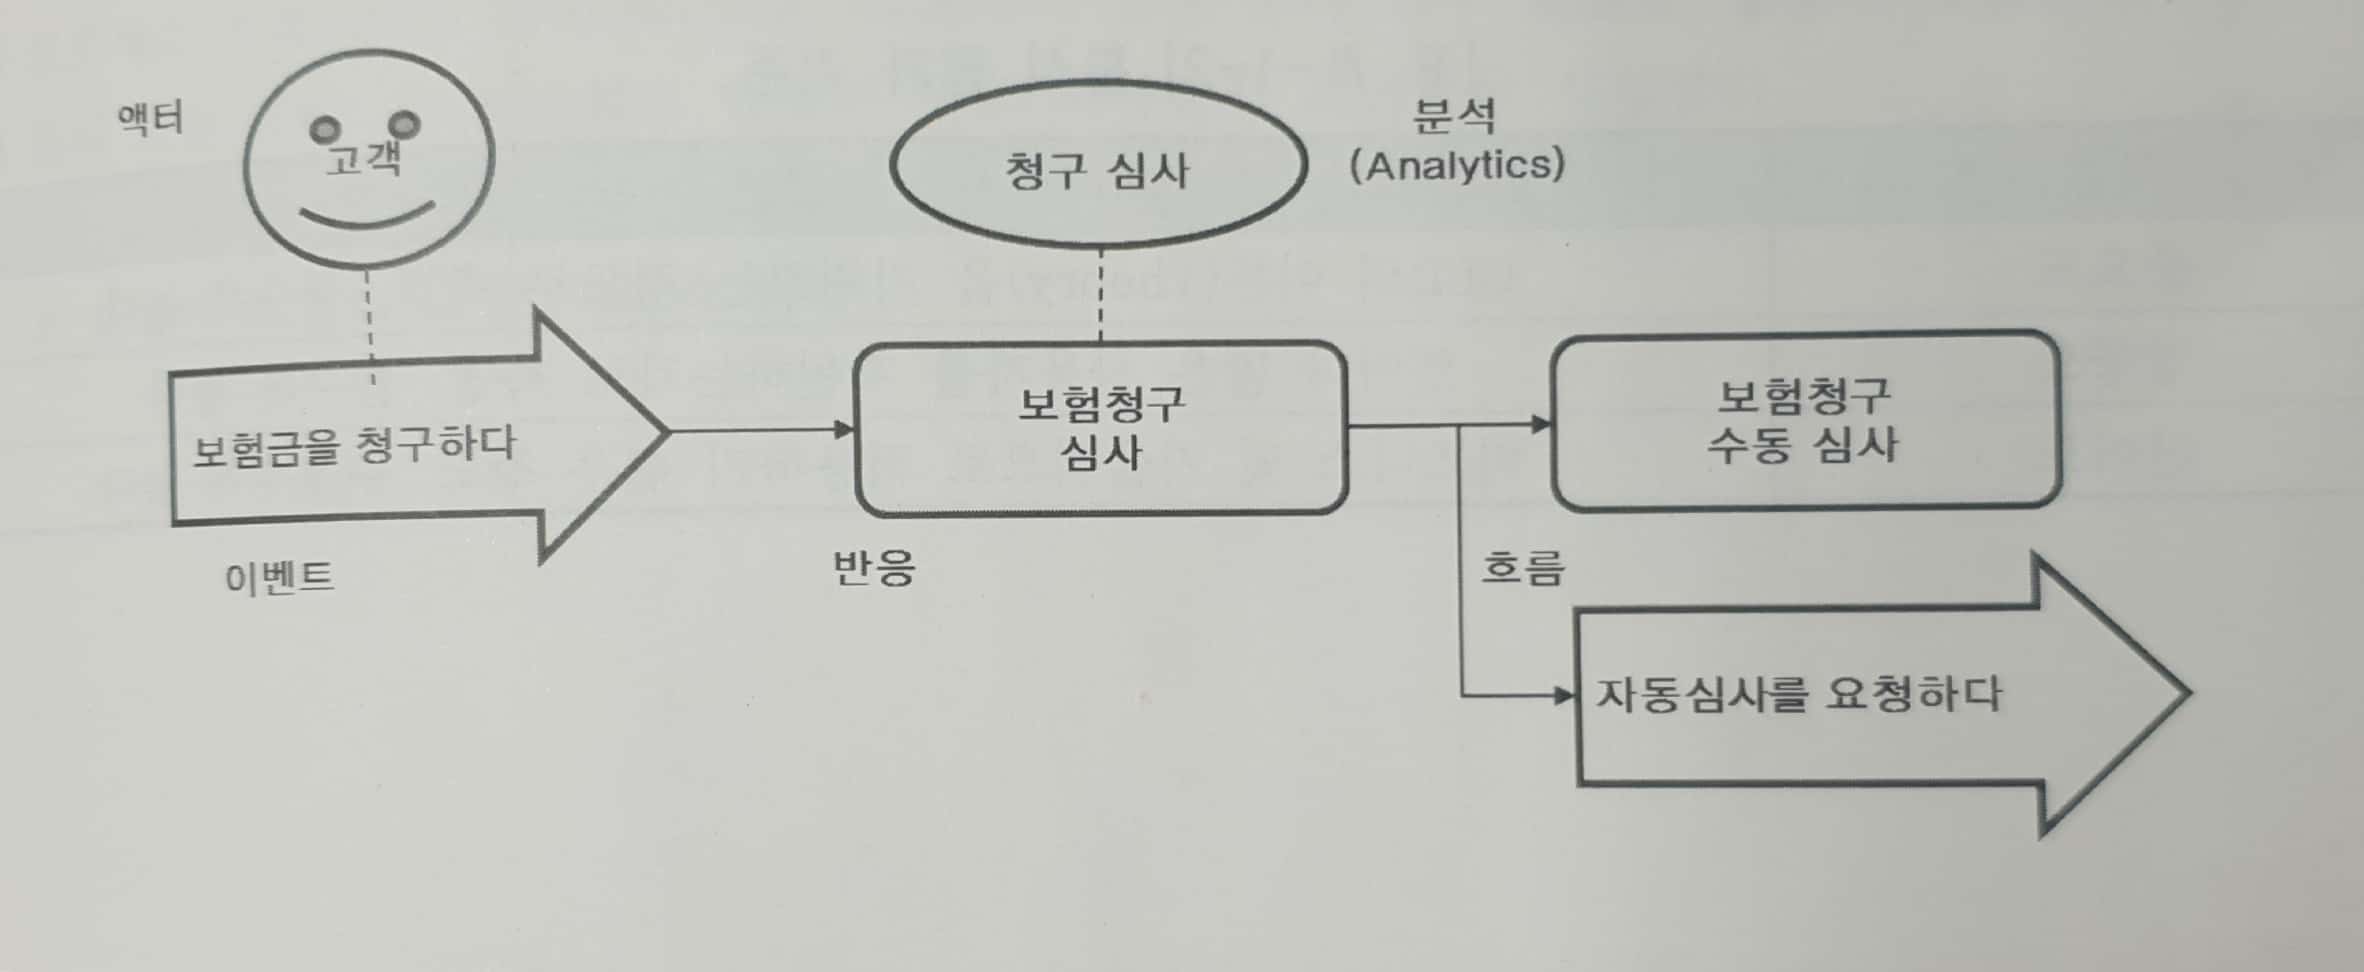 액터
고객
청구 심사
분석
(Analytics)
보험금을 청구하다
보험청구
심사
보험청구
수동 심사
이벤트
반응
흐름
자동심사를 요청하다